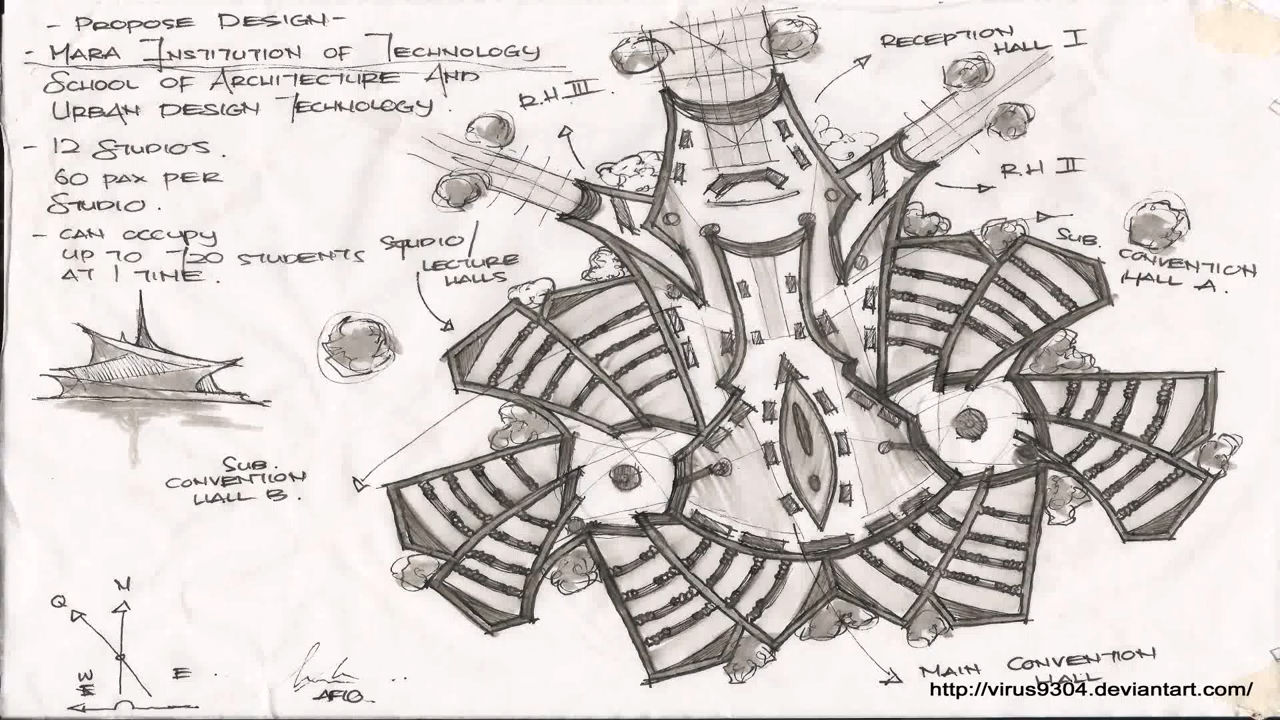 - PROPOSE DESIGN -
- MARA INSTITUTION OF TECHNOLOGY
SCHOOL OF ARCHITECTURE AND
URBAN DESIGN TECHNOLOGY.
- 12 STUDIOS.
60 PAX PER
STUDIO.
- CAN OCCUPY
UP TO 720 STUDENTS
AT 1 TIME.
R.H. III.
RECEPTION
HALL I
R.H II
SUB.
CONVENTION
HALL A.
STUDIO/
LECTURE
HALLS
SUB.
CONVENTION
HALL B.
N
Q
E
AFIQ.
MAIN CONVENTION
HALL
http://virus9304.deviantart.com/